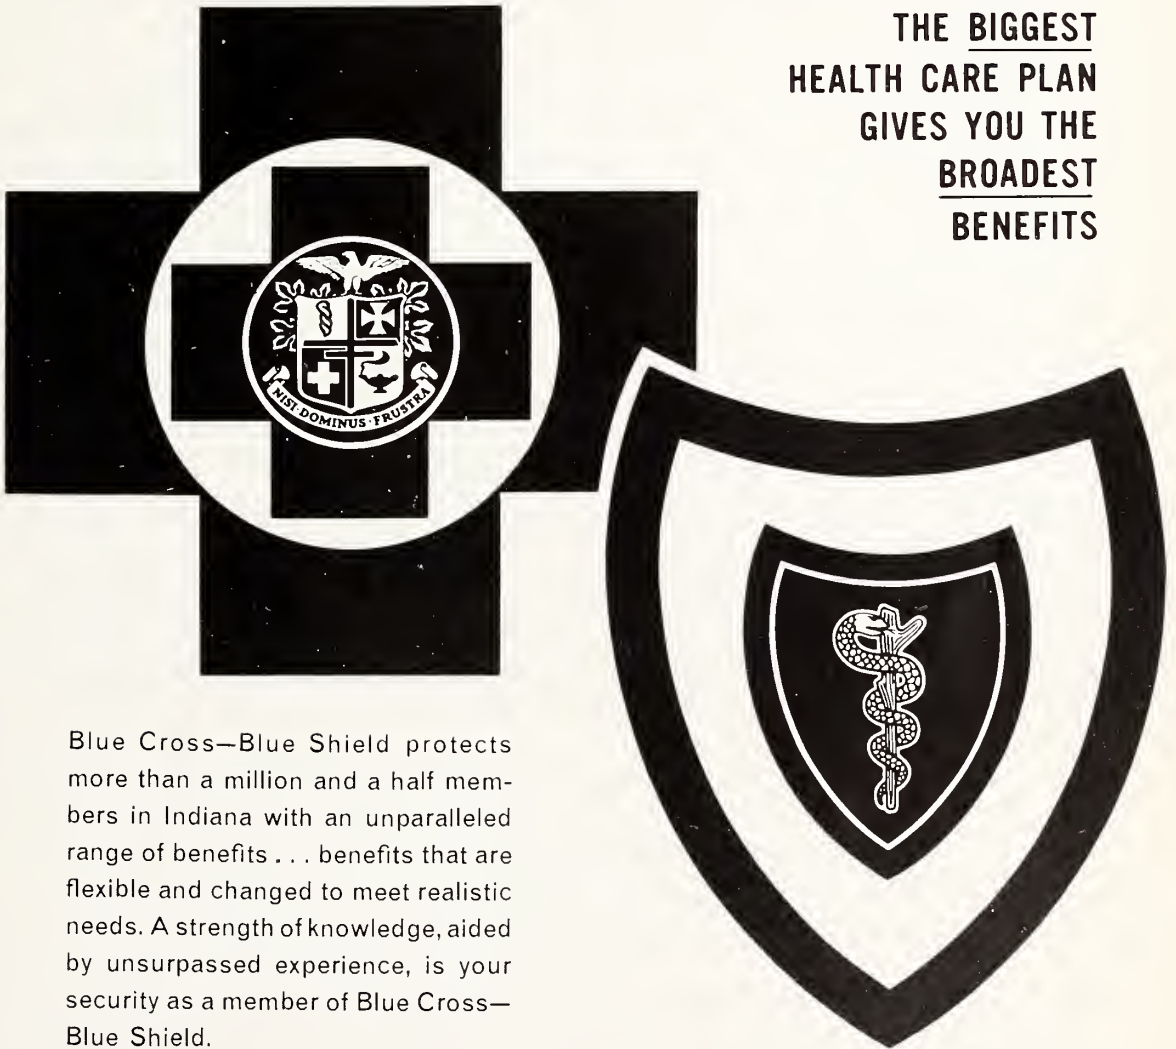 THE BIGGEST
HEALTH CARE PLAN
GIVES YOU THE
BROADEST
BENEFITS
NISI·DOMINUS·FRUSTRA
Blue Cross—Blue Shield protects
more than a million and a half mem-
bers in Indiana with an unparalleled
range of benefits . . . benefits that are
flexible and changed to meet realistic
needs. A strength of knowledge, aided
by unsurpassed experience, is your
security as a member of Blue Cross—
Blue Shield.